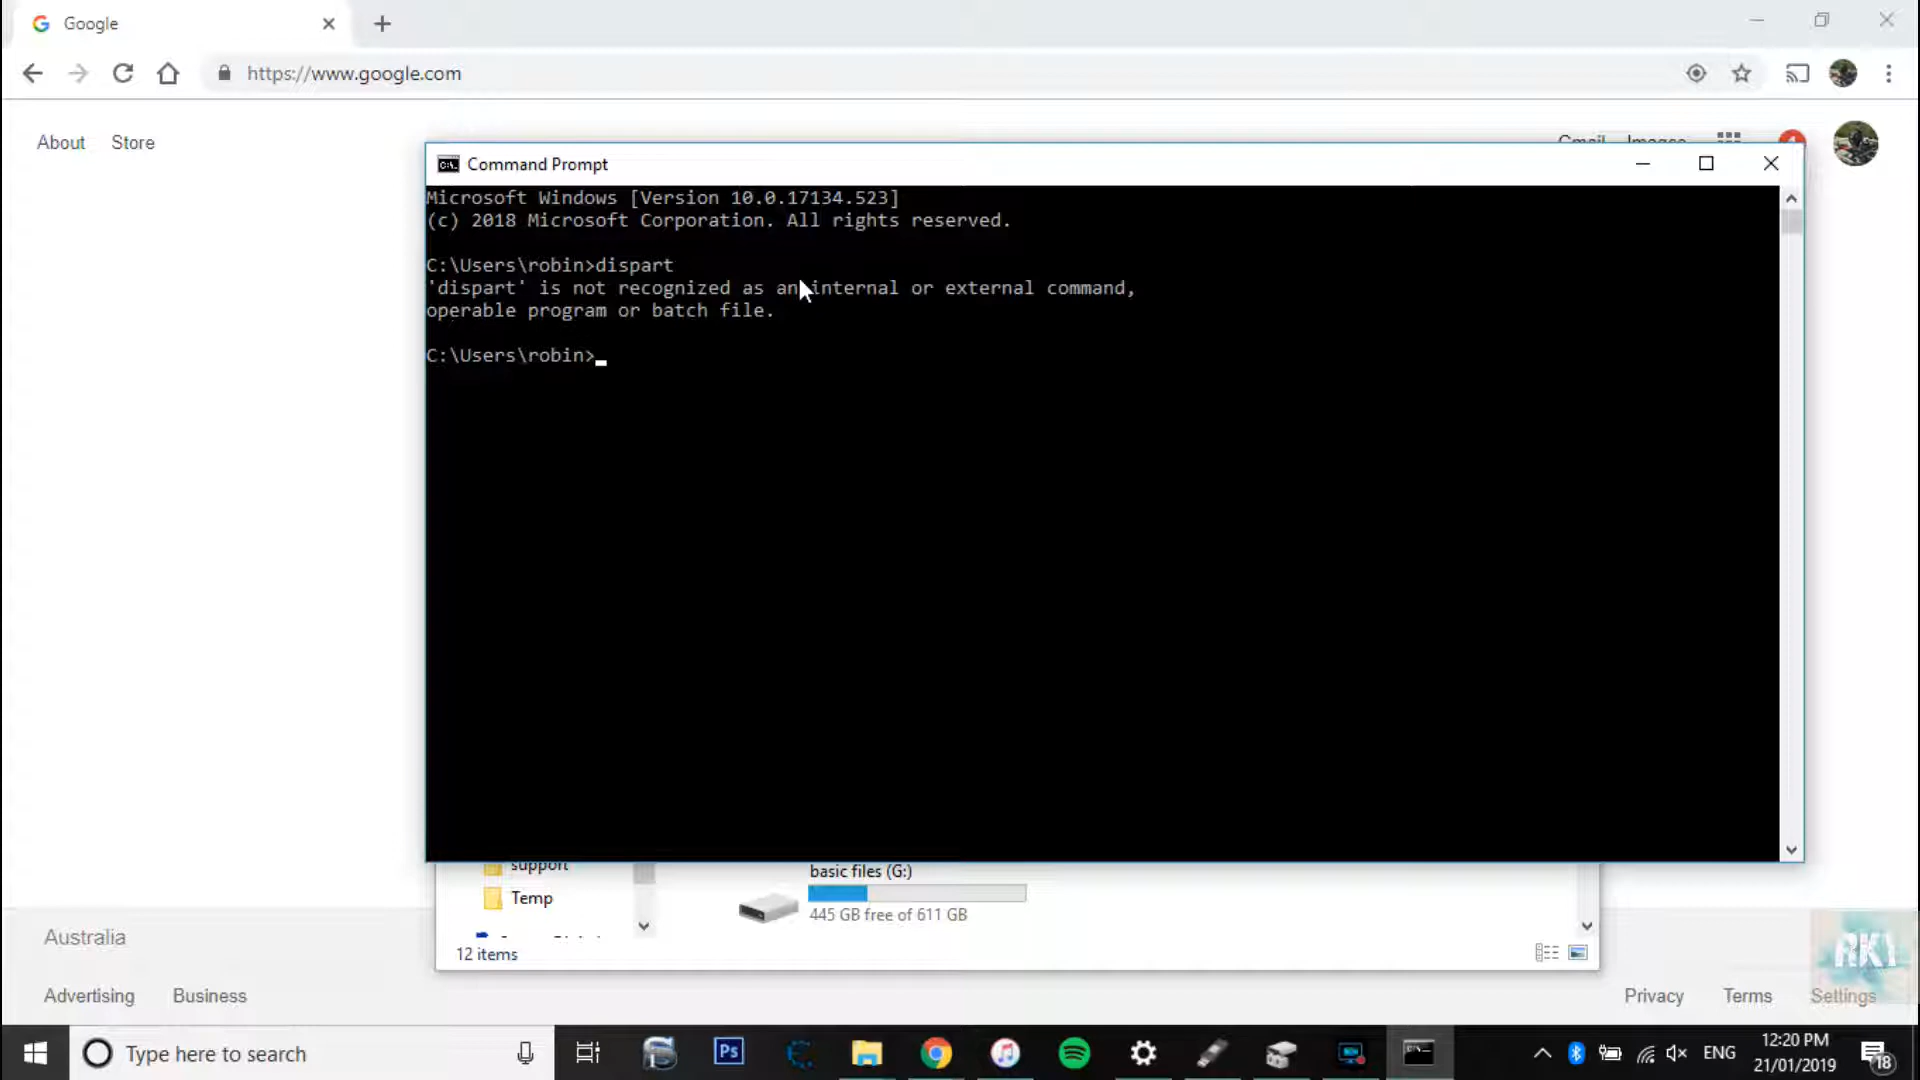 Google
https://www.google.com
About Store
Command Prompt
Microsoft Windows [Version 10.0.17134.523]
(c) 2018 Microsoft Corporation. All rights reserved.
C:\Users\robin>dispart
'dispart' is not recognized as an internal or external command,
operable program or batch file.
C:\Users\robin>
support
basic files (G:)
Temp
445 GB free of 611 GB
Australia
12 items
RKI
Advertising Business
Privacy Terms Settings
Type here to search
Ps
ENG
12:20 PM
21/01/2019
18